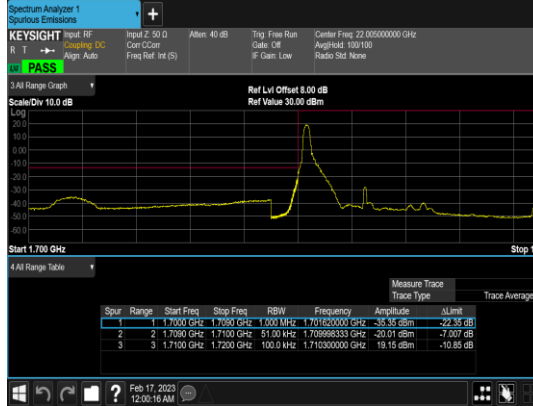 Spectrum Analyzer 1
Spurious Emissions
+
KEYSIGHT Input: RF Input Z: 50 Ω Atten: 40 dB Trig: Free Run Center Freq: 22.005000000 GHz
R T Coupling: DC Corr CCorr Gate: Off Avg|Hold: 100/100
Align: Auto Freq Ref: Int (S) IF Gain: Low Radio Std: None
PASS
3 All Range Graph
Ref Lvl Offset 8.00 dB
Scale/Div 10.0 dB Ref Value 30.00 dBm
Log
20.0
10.0
0.00
-10.0
-20.0
-30.0
-40.0
-50.0
-60.0
Start 1.700 GHz Stop 1
4 All Range Table
Measure Trace
Trace Type Trace Average
Spur Range Start Freq Stop Freq RBW Frequency Amplitude ΔLimit
1 1 1.7000 GHz 1.7090 GHz 1.000 MHz 1.701620000 GHz -35.35 dBm -22.35 dB
2 2 1.7090 GHz 1.7100 GHz 51.00 kHz 1.709998333 GHz -20.01 dBm -7.007 dB
3 3 1.7100 GHz 1.7200 GHz 100.0 kHz 1.710300000 GHz 19.15 dBm -10.85 dB
? Feb 17, 2023
12:00:16 AM